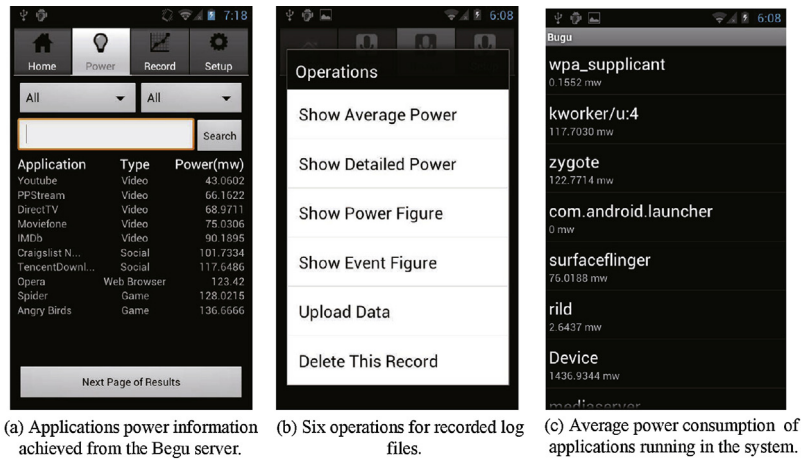 7:18
Home Power Record Setup
All All
Search
Application Type Power(mw)
Youtube Video 43.0602
PPStream Video 66.1622
DirectTV Video 68.9711
Moviefone Video 75.0306
IMDb Video 90.1895
Craigslist N... Social 101.7334
TencentDownl... Social 117.6486
Opera Web Browser 123.42
Spider Game 128.0215
Angry Birds Game 136.6666
Next Page of Results
(a) Applications power information
achieved from the Begu server.
6:08
Operations
Show Average Power
Show Detailed Power
Show Power Figure
Show Event Figure
Upload Data
Delete This Record
(b) Six operations for recorded log
files.
6:08
Bugu
wpa_supplicant
0.1552 mw
kworker/u:4
117.7030 mw
zygote
122.7714 mw
com.android.launcher
0 mw
surfaceflinger
76.0188 mw
rild
2.6437 mw
Device
1436.9344 mw
mediaserver
(c) Average power consumption of
applications running in the system.